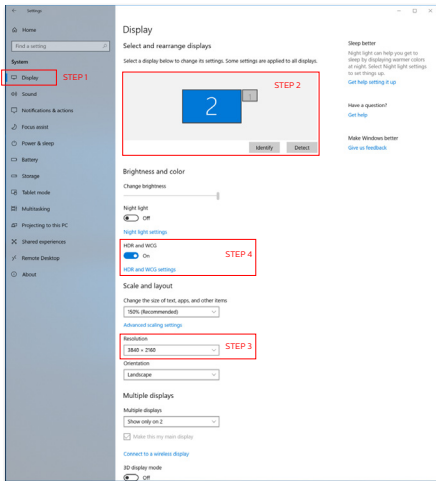 Settings
Home
Find a setting
System
Display
STEP 1
Sound
Notifications & actions
Focus assist
Power & sleep
Battery
Storage
Tablet mode
Multitasking
Projecting to this PC
Shared experiences
Remote Desktop
About
Display
Select and rearrange displays
Select a display below to change its settings. Some settings are applied to all displays.
STEP 2
2
1
Identify
Detect
Brightness and color
Change brightness
Night light
Off
Night light settings
HDR and WCG
On
STEP 4
HDR and WCG settings
Scale and layout
Change the size of text, apps, and other items
150% (Recommended)
Advanced scaling settings
Resolution
3840 × 2160
STEP 3
Orientation
Landscape
Multiple displays
Multiple displays
Show only on 2
Make this my main display
Connect to a wireless display
3D display mode
Off
Sleep better
Night light can help you get to
sleep by displaying warmer colors
at night. Select Night light settings
to set things up.
Get help setting it up
Have a question?
Get help
Make Windows better
Give us feedback